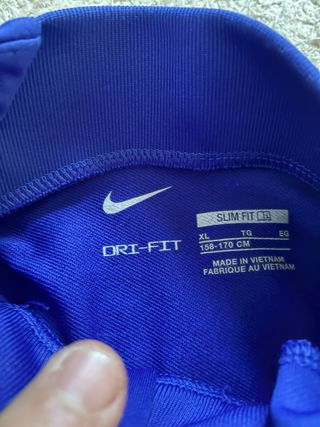 DRI-FIT
SLIM FIT
XL TG EG
158-170 CM
MADE IN VIETNAM
FABRIQUE AU VIETNAM